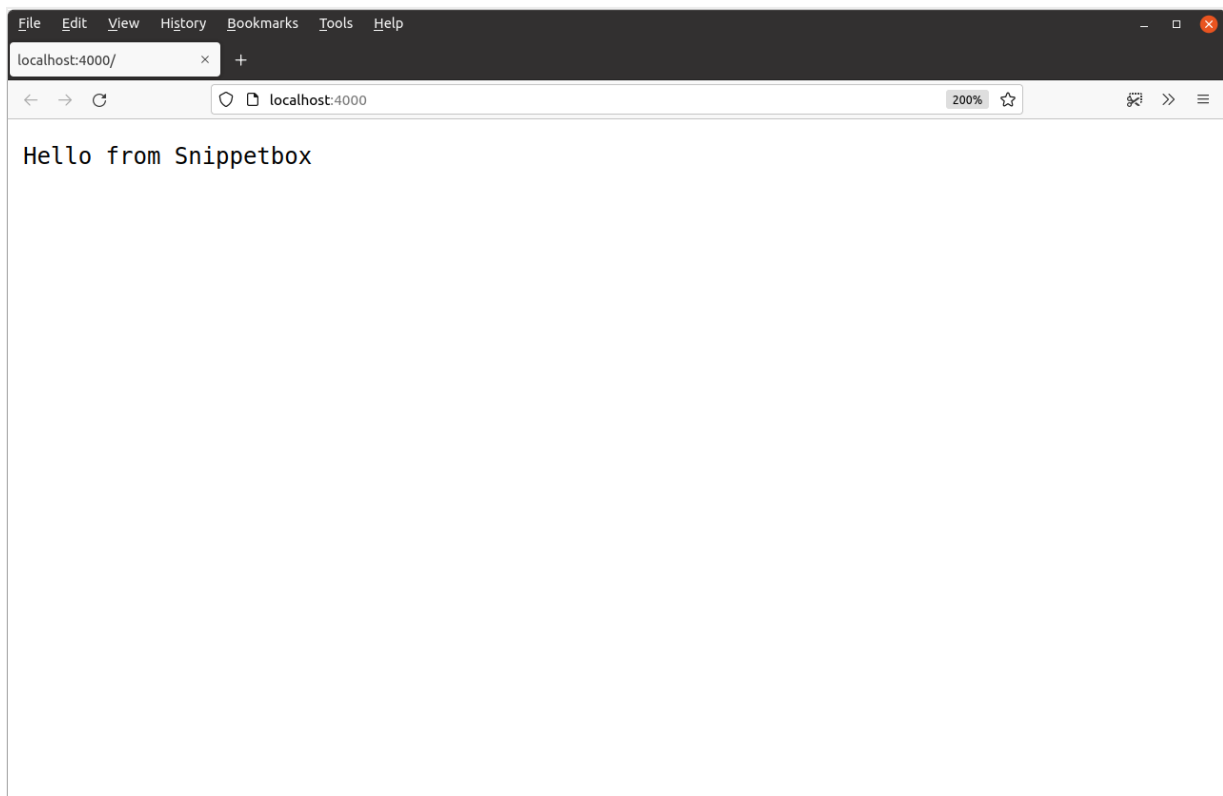 File Edit View History Bookmarks Tools Help
localhost:4000/
localhost:4000 200%
Hello from Snippetbox